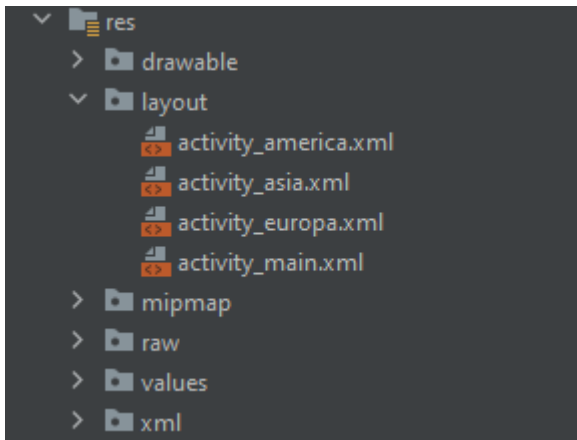 res
drawable
layout
activity_america.xml
activity_asia.xml
activity_europa.xml
activity_main.xml
mipmap
raw
values
xml